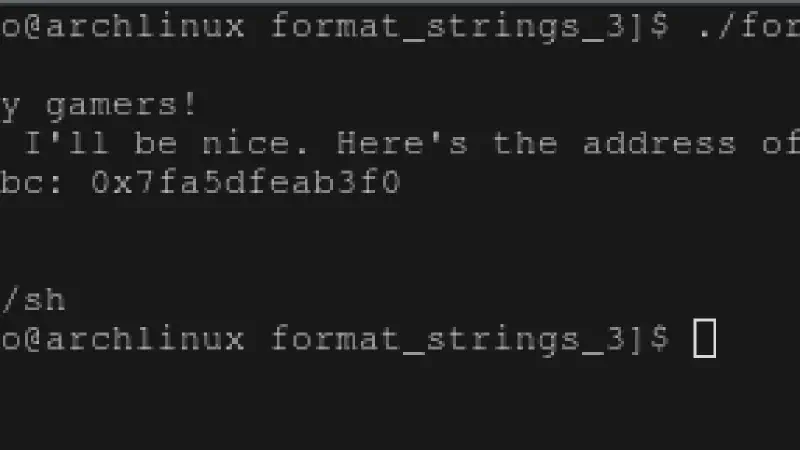 o@archlinux format_strings_3]$ ./for
y gamers!
I'll be nice. Here's the address of
bc: 0x7fa5dfeab3f0
/sh
o@archlinux format_strings_3]$